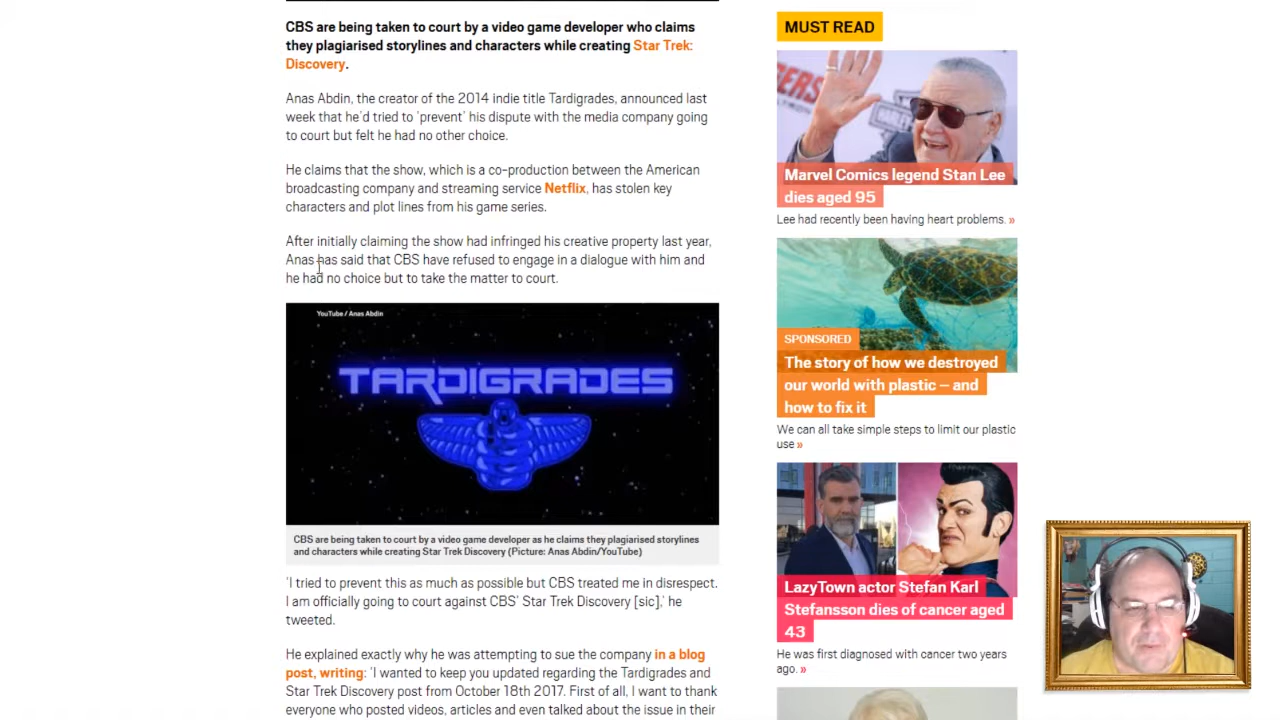 CBS are being taken to court by a video game developer who claims
they plagiarised storylines and characters while creating Star Trek:
Discovery.
Anas Abdin, the creator of the 2014 indie title Tardigrades, announced last
week that he'd tried to 'prevent' his dispute with the media company going
to court but felt he had no other choice.
He claims that the show, which is a co-production between the American
broadcasting company and streaming service Netflix, has stolen key
characters and plot lines from his game series.
After initially claiming the show had infringed his creative property last year,
Anas has said that CBS have refused to engage in a dialogue with him and
he had no choice but to take the matter to court.
YouTube / Anas Abdin
TARDIGRADES
CBS are being taken to court by a video game developer as he claims they plagiarised storylines
and characters while creating Star Trek Discovery (Picture: Anas Abdin/YouTube)
'I tried to prevent this as much as possible but CBS treated me in disrespect.
I am officially going to court against CBS' Star Trek Discovery [sic],' he
tweeted.
He explained exactly why he was attempting to sue the company in a blog
post, writing: 'I wanted to keep you updated regarding the Tardigrades and
Star Trek Discovery post from October 18th 2017. First of all, I want to thank
everyone who posted videos, articles and even talked about the issue in their
MUST READ
Marvel Comics legend Stan Lee
dies aged 95
Lee had recently been having heart problems. »
SPONSORED
The story of how we destroyed
our world with plastic – and
how to fix it
We can all take simple steps to limit our plastic
use »
LazyTown actor Stefan Karl
Stefansson dies of cancer aged
43
He was first diagnosed with cancer two years
ago. »